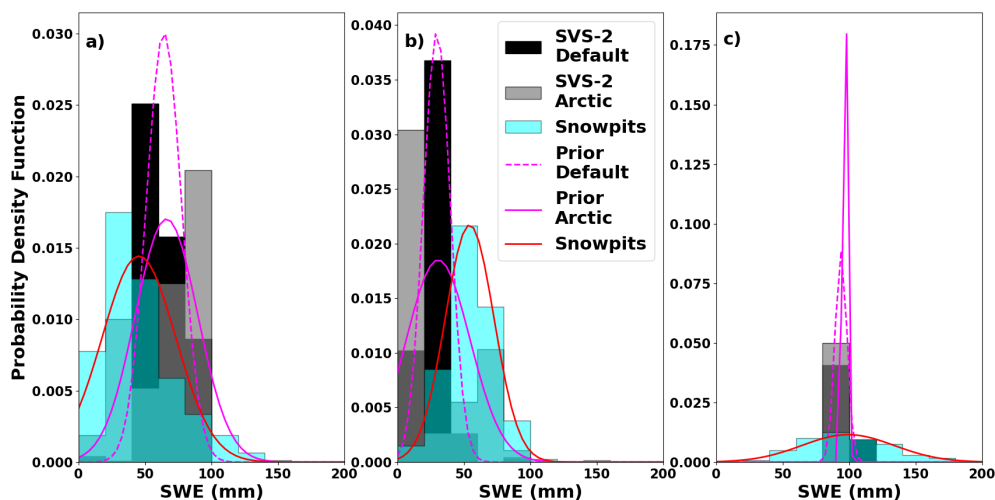 a)
b)
c)
SVS-2
Default
SVS-2
Arctic
Snowpits
Prior
Default
Prior
Arctic
Snowpits
Probability Density Function
0.030
0.025
0.020
0.015
0.010
0.005
0.000
0.040
0.035
0.030
0.025
0.020
0.015
0.010
0.005
0.000
0.175
0.150
0.125
0.100
0.075
0.050
0.025
0.000
0 50 100 150 200
0 50 100 150 200
0 50 100 150 200
SWE (mm)
SWE (mm)
SWE (mm)